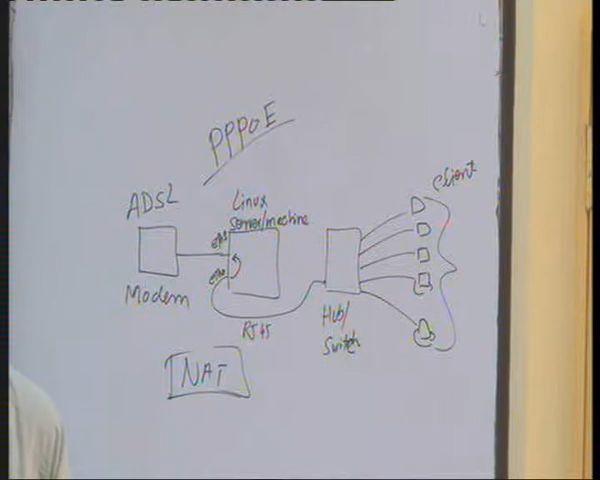 PPPoE
ADSL
Modem
Linux
Server/machine
eth1
eth0
RJ45
Hub/
Switch
Client
NAT